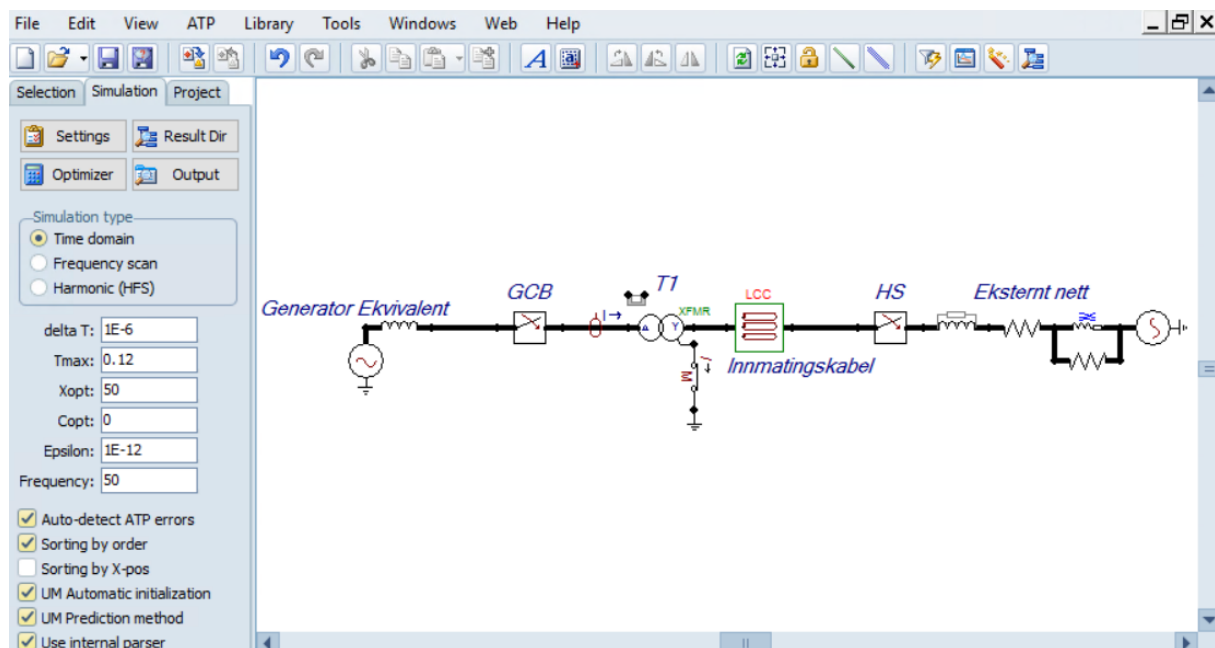 File Edit View ATP Library Tools Windows Web Help
Selection Simulation Project
Settings Result Dir
Optimizer Output
Simulation type
Time domain
Frequency scan
Harmonic (HFS)
delta T: 1E-6
Tmax: 0.12
Xopt: 50
Copt: 0
Epsilon: 1E-12
Frequency: 50
Auto-detect ATP errors
Sorting by order
Sorting by X-pos
UM Automatic initialization
UM Prediction method
Use internal parser
Generator Ekvivalent
GCB
I
T1
XFMR
Y
LCC
Innmatingskabel
M
HS
Eksternt nett